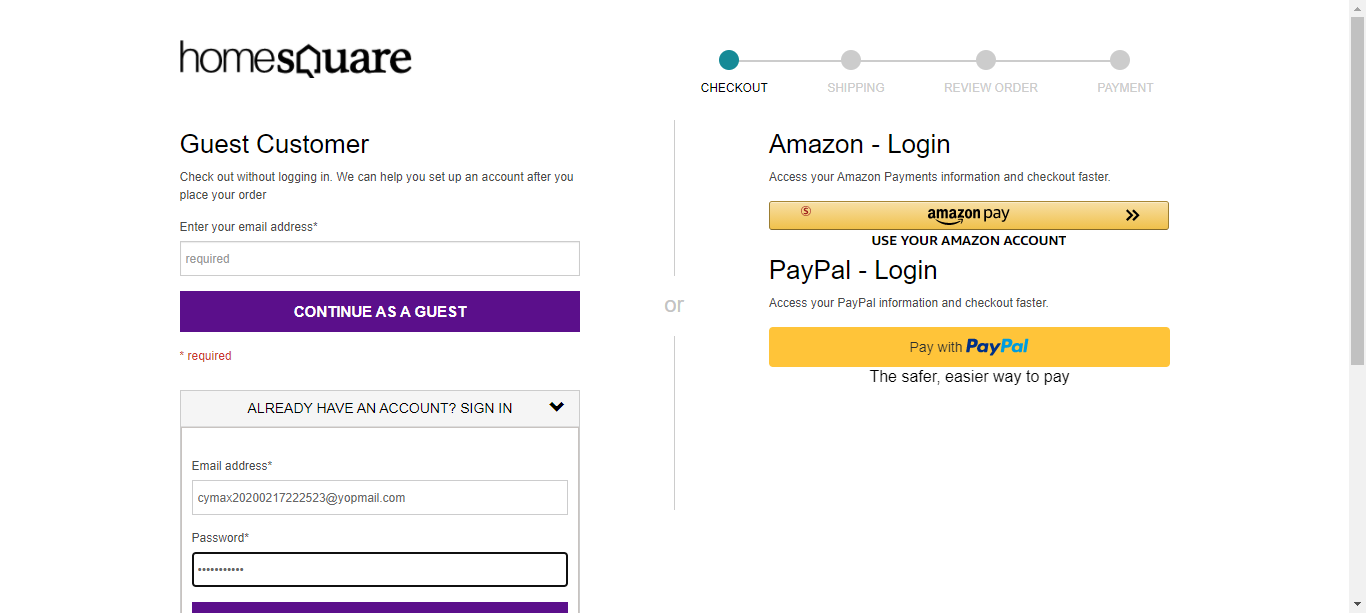 homesquare
CHECKOUT
SHIPPING
REVIEW ORDER
PAYMENT
Guest Customer
Check out without logging in. We can help you set up an account after you
place your order
Enter your email address*
required
CONTINUE AS A GUEST
* required
ALREADY HAVE AN ACCOUNT? SIGN IN
Email address*
cymax20200217222523@yopmail.com
Password*
•••••••••••
or
Amazon - Login
Access your Amazon Payments information and checkout faster.
Ⓢ amazon pay
USE YOUR AMAZON ACCOUNT
PayPal - Login
Access your PayPal information and checkout faster.
Pay with PayPal
The safer, easier way to pay